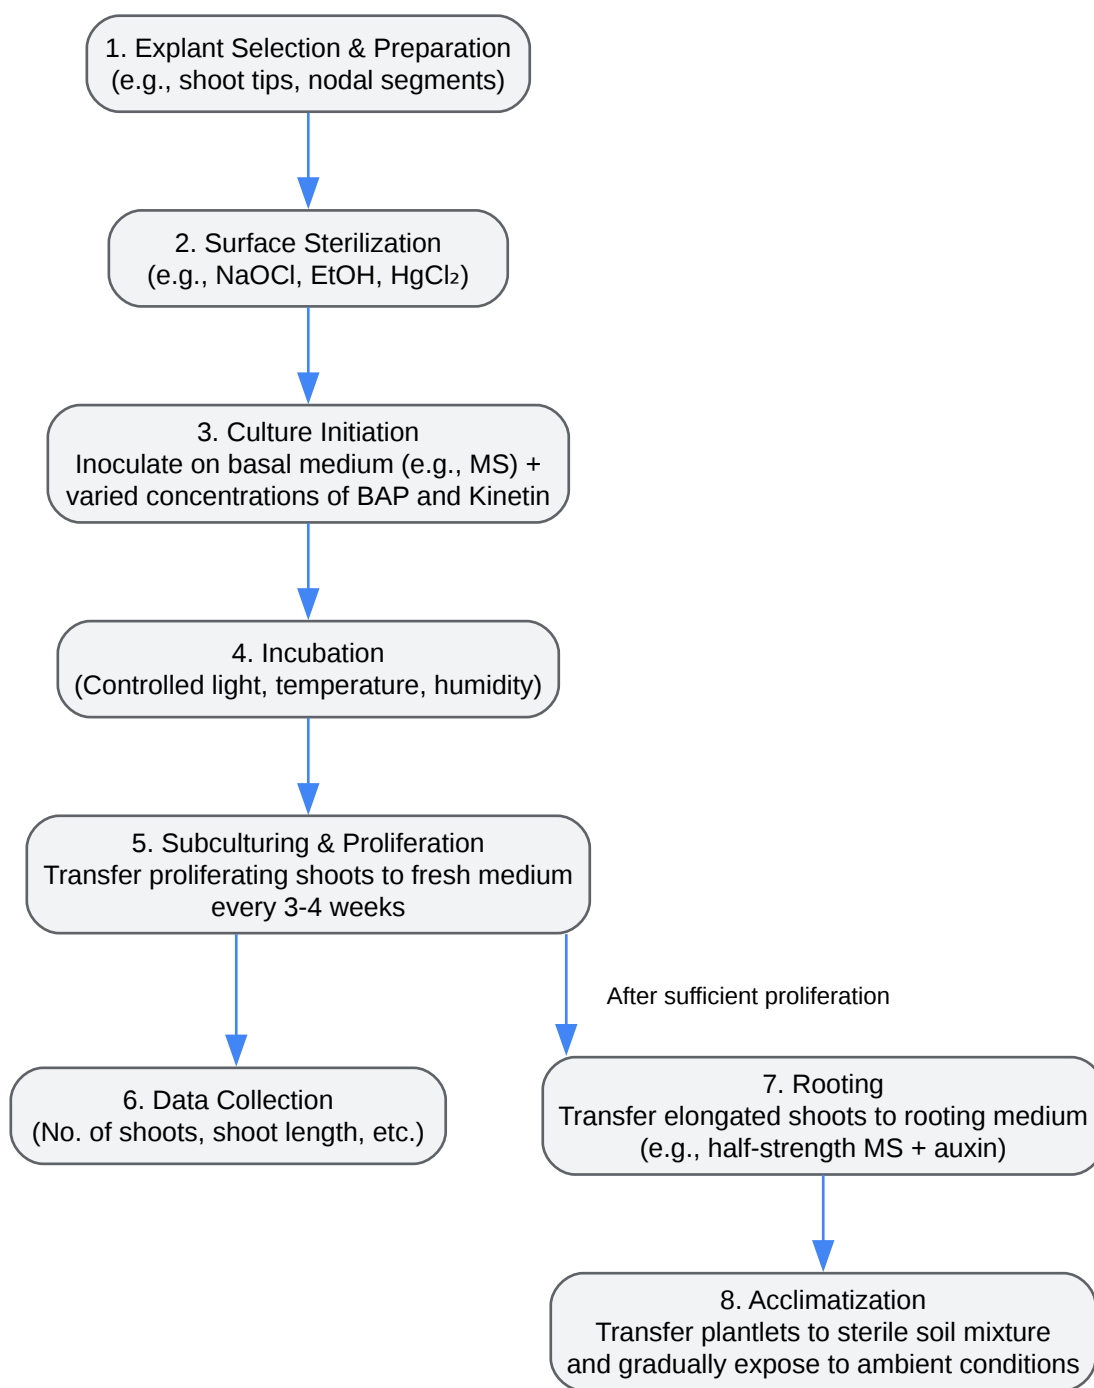 1. Explant Selection & Preparation
(e.g., shoot tips, nodal segments)
2. Surface Sterilization
(e.g., NaOCl, EtOH, HgCl₂)
3. Culture Initiation
Inoculate on basal medium (e.g., MS) +
varied concentrations of BAP and Kinetin
4. Incubation
(Controlled light, temperature, humidity)
5. Subculturing & Proliferation
Transfer proliferating shoots to fresh medium
every 3-4 weeks
After sufficient proliferation
6. Data Collection
(No. of shoots, shoot length, etc.)
7. Rooting
Transfer elongated shoots to rooting medium
(e.g., half-strength MS + auxin)
8. Acclimatization
Transfer plantlets to sterile soil mixture
and gradually expose to ambient conditions